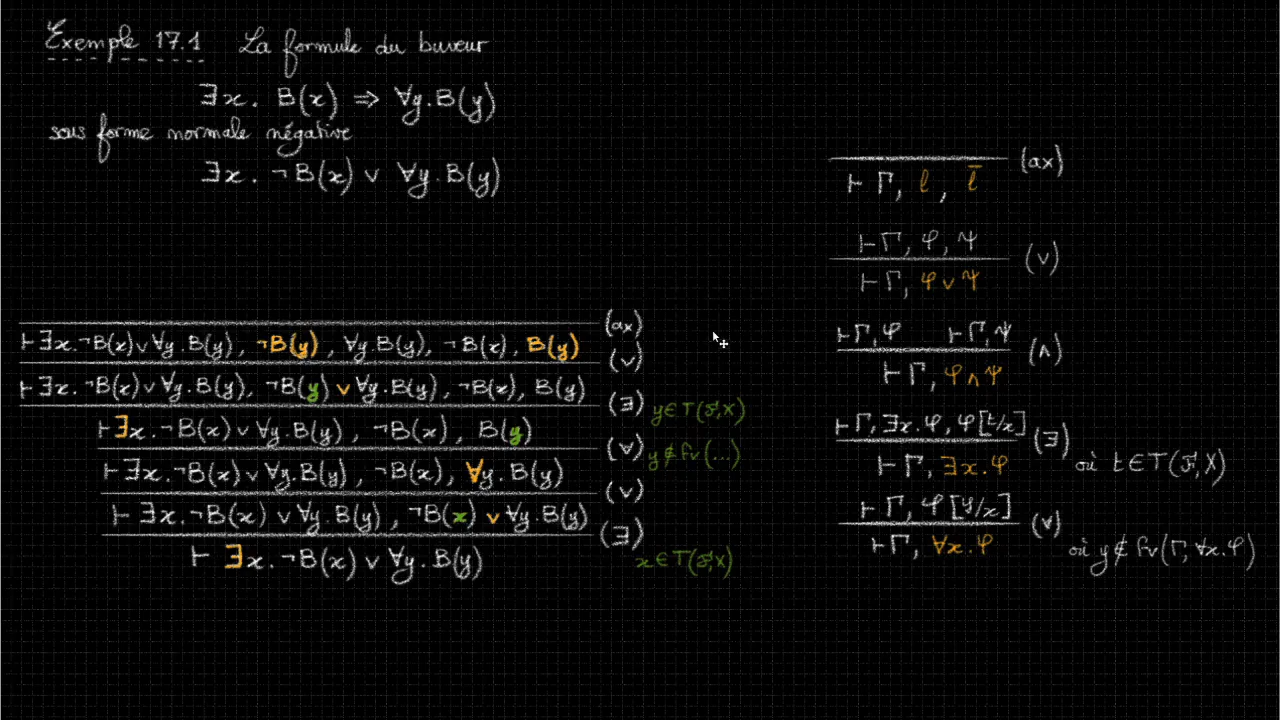 Exemple 17.1 La formule du buveur
∃x. B(x) ⇒ ∀y.B(y)
sous forme normale négative
∃x. ¬B(x) ∨ ∀y.B(y)
(ax)
⊢ ∃x.¬B(x) ∨ ∀y.B(y), ¬B(y), ∀y.B(y), ¬B(x), B(y)
(∨)
⊢ ∃x.¬B(x) ∨ ∀y.B(y), ¬B(y) ∨ ∀y.B(y), ¬B(x), B(y)
(∃) y∈T(ℱ,X)
⊢ ∃x.¬B(x) ∨ ∀y.B(y), ¬B(x), B(y)
(∀) y∉fv(...)
⊢ ∃x.¬B(x) ∨ ∀y.B(y), ¬B(x), ∀y.B(y)
(∨)
⊢ ∃x.¬B(x) ∨ ∀y.B(y), ¬B(x) ∨ ∀y.B(y)
(∃) x∈T(ℱ,X)
⊢ ∃x.¬B(x) ∨ ∀y.B(y)
(ax)
⊢ Γ, ℓ, ℓ̄
⊢ Γ, φ, ψ
(∨)
⊢ Γ, φ ∨ ψ
⊢ Γ, φ ⊢ Γ, ψ
(∧)
⊢ Γ, φ ∧ ψ
⊢ Γ, ∃x.φ, φ[t/x]
(∃) où t∈T(ℱ,X)
⊢ Γ, ∃x.φ
⊢ Γ, φ[y/x]
(∀) où y∉fv(Γ, ∀x.φ)
⊢ Γ, ∀x.φ